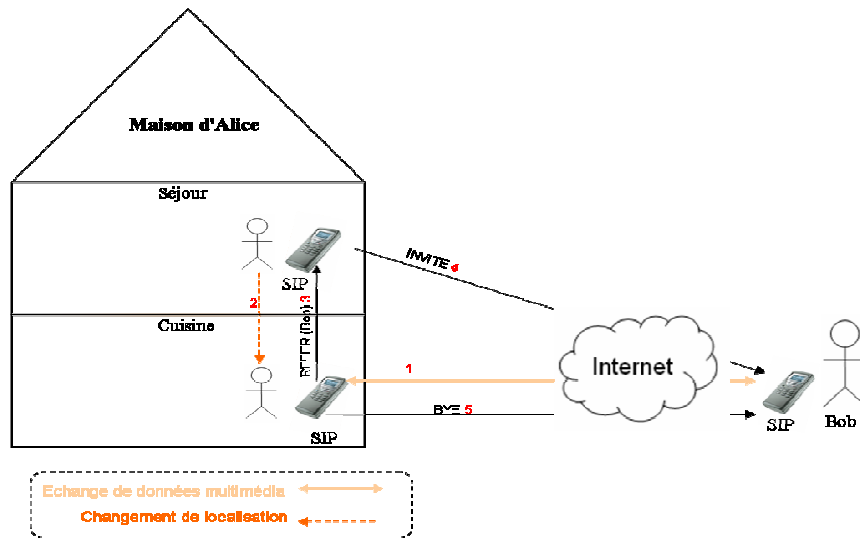 Maison d'Alice
Séjour
INVITE 4
SIP
2
REFER (Bob) 3
Cuisine
1
Internet
BYE 5
SIP
SIP
Bob
Echange de données multimédia
Changement de localisation